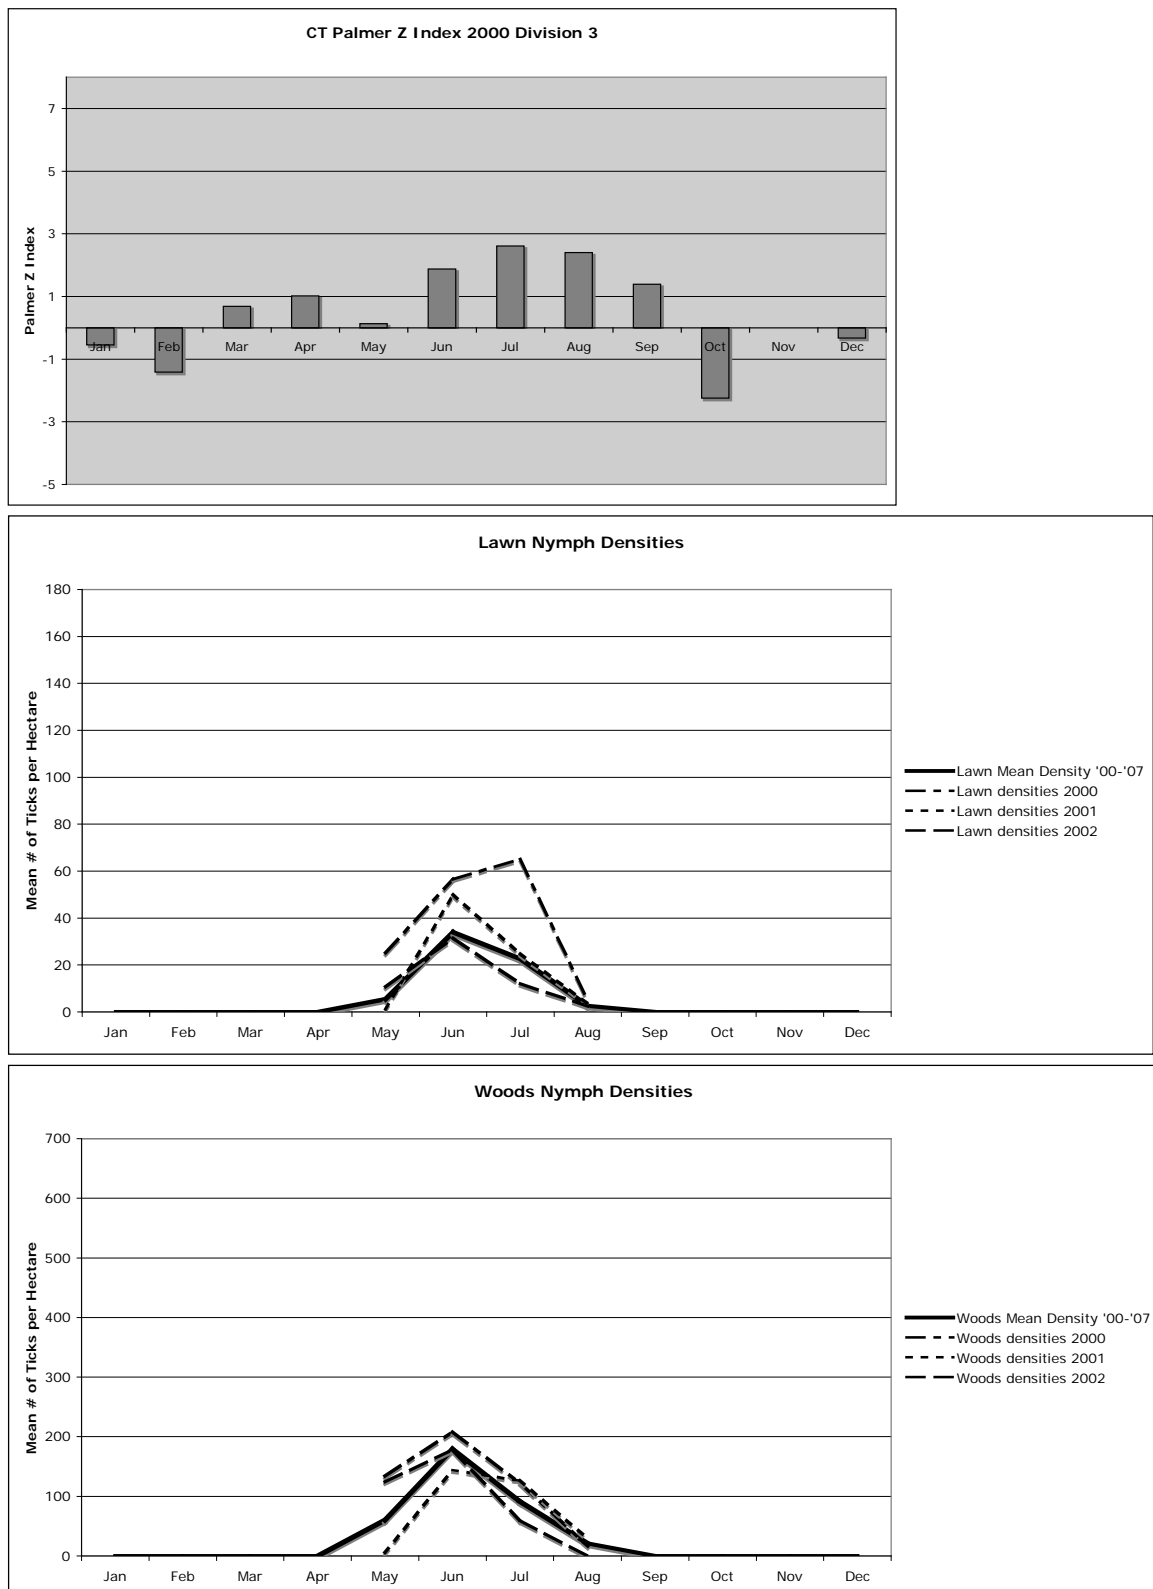 CT Palmer Z Index 2000 Division 3
Palmer Z Index
7
5
3
1
-1
-3
-5
Jan Feb Mar Apr May Jun Jul Aug Sep Oct Nov Dec
Lawn Nymph Densities
Mean # of Ticks per Hectare
180
160
140
120
100
80
60
40
20
0
Jan Feb Mar Apr May Jun Jul Aug Sep Oct Nov Dec
Lawn Mean Density '00-'07
Lawn densities 2000
Lawn densities 2001
Lawn densities 2002
Woods Nymph Densities
Mean # of Ticks per Hectare
700
600
500
400
300
200
100
0
Jan Feb Mar Apr May Jun Jul Aug Sep Oct Nov Dec
Woods Mean Density '00-'07
Woods densities 2000
Woods densities 2001
Woods densities 2002